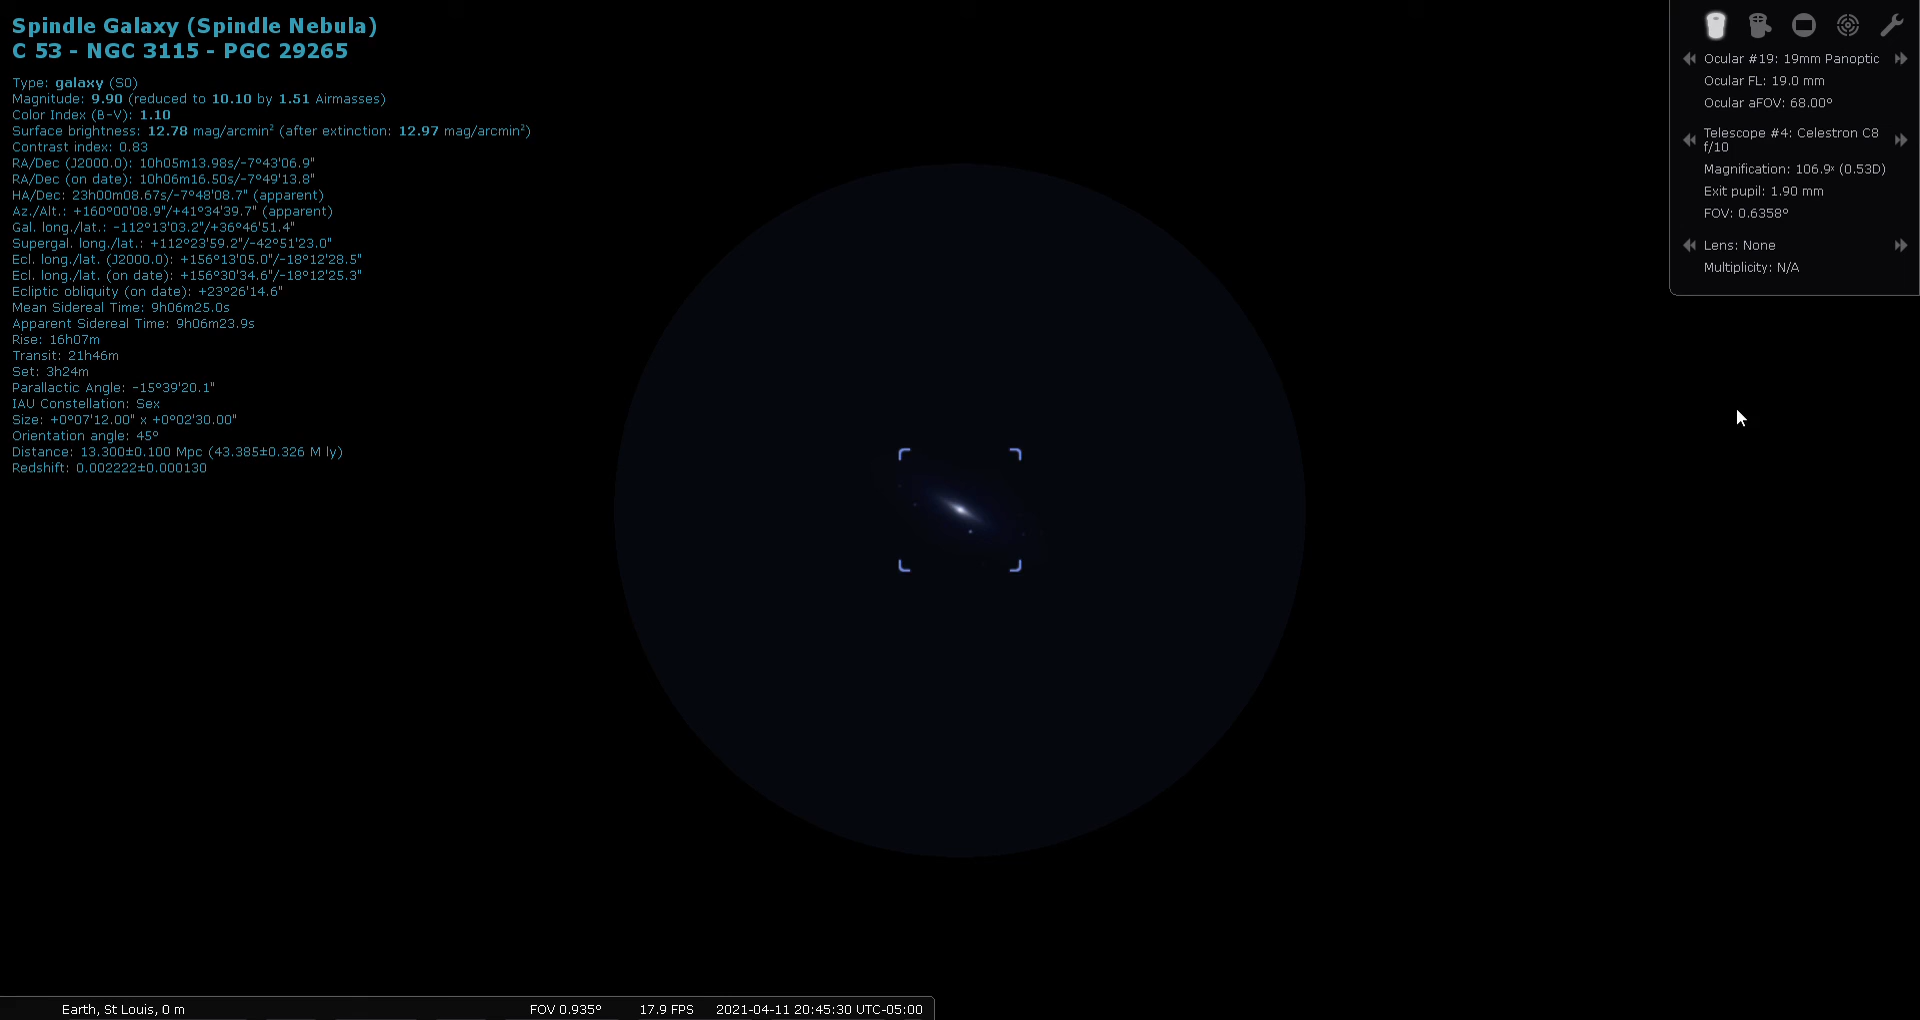 Spindle Galaxy (Spindle Nebula)
C 53 - NGC 3115 - PGC 29265
Type: galaxy (S0)
Magnitude: 9.90 (reduced to 10.10 by 1.51 Airmasses)
Color Index (B-V): 1.10
Surface brightness: 12.78 mag/arcmin² (after extinction: 12.97 mag/arcmin²)
Contrast index: 0.83
RA/Dec (J2000.0): 10h05m13.98s/-7°43'06.9"
RA/Dec (on date): 10h06m16.50s/-7°49'13.8"
HA/Dec: 23h00m08.67s/-7°48'08.7" (apparent)
Az./Alt.: +160°00'08.9"/+41°34'39.7" (apparent)
Gal. long./lat.: -112°13'03.2"/+36°46'51.4"
Supergal. long./lat.: +112°23'59.2"/-42°51'23.0"
Ecl. long./lat. (J2000.0): +156°13'05.0"/-18°12'28.5"
Ecl. long./lat. (on date): +156°30'34.6"/-18°12'25.3"
Ecliptic obliquity (on date): +23°26'14.6"
Mean Sidereal Time: 9h06m25.0s
Apparent Sidereal Time: 9h06m23.9s
Rise: 16h07m
Transit: 21h46m
Set: 3h24m
Parallactic Angle: -15°39'20.1"
IAU Constellation: Sex
Size: +0°07'12.00" x +0°02'30.00"
Orientation angle: 45°
Distance: 13.300±0.100 Mpc (43.385±0.326 M ly)
Redshift: 0.002222±0.000130
Ocular #19: 19mm Panoptic
Ocular FL: 19.0 mm
Ocular aFOV: 68.00°
Telescope #4: Celestron C8
f/10
Magnification: 106.9ˣ (0.53D)
Exit pupil: 1.90 mm
FOV: 0.6358°
Lens: None
Multiplicity: N/A
Earth, St Louis, 0 m
FOV 0.935°
17.9 FPS
2021-04-11 20:45:30 UTC-05:00